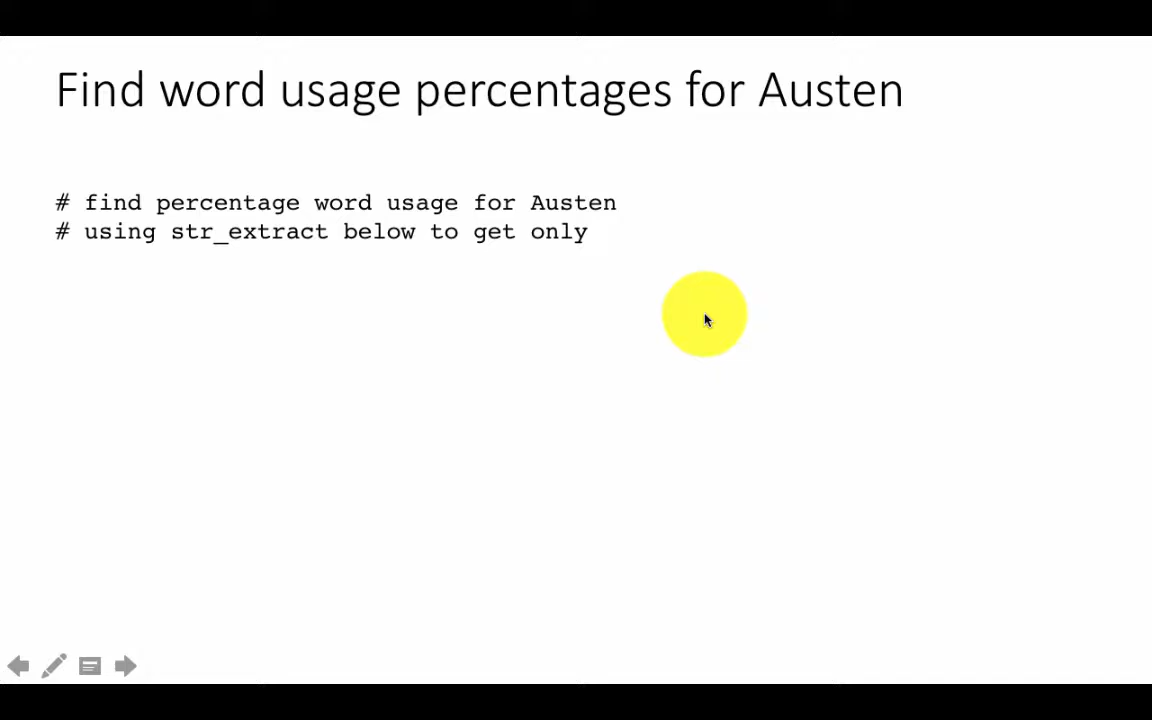 Find word usage percentages for Austen
# find percentage word usage for Austen
# using str_extract below to get only